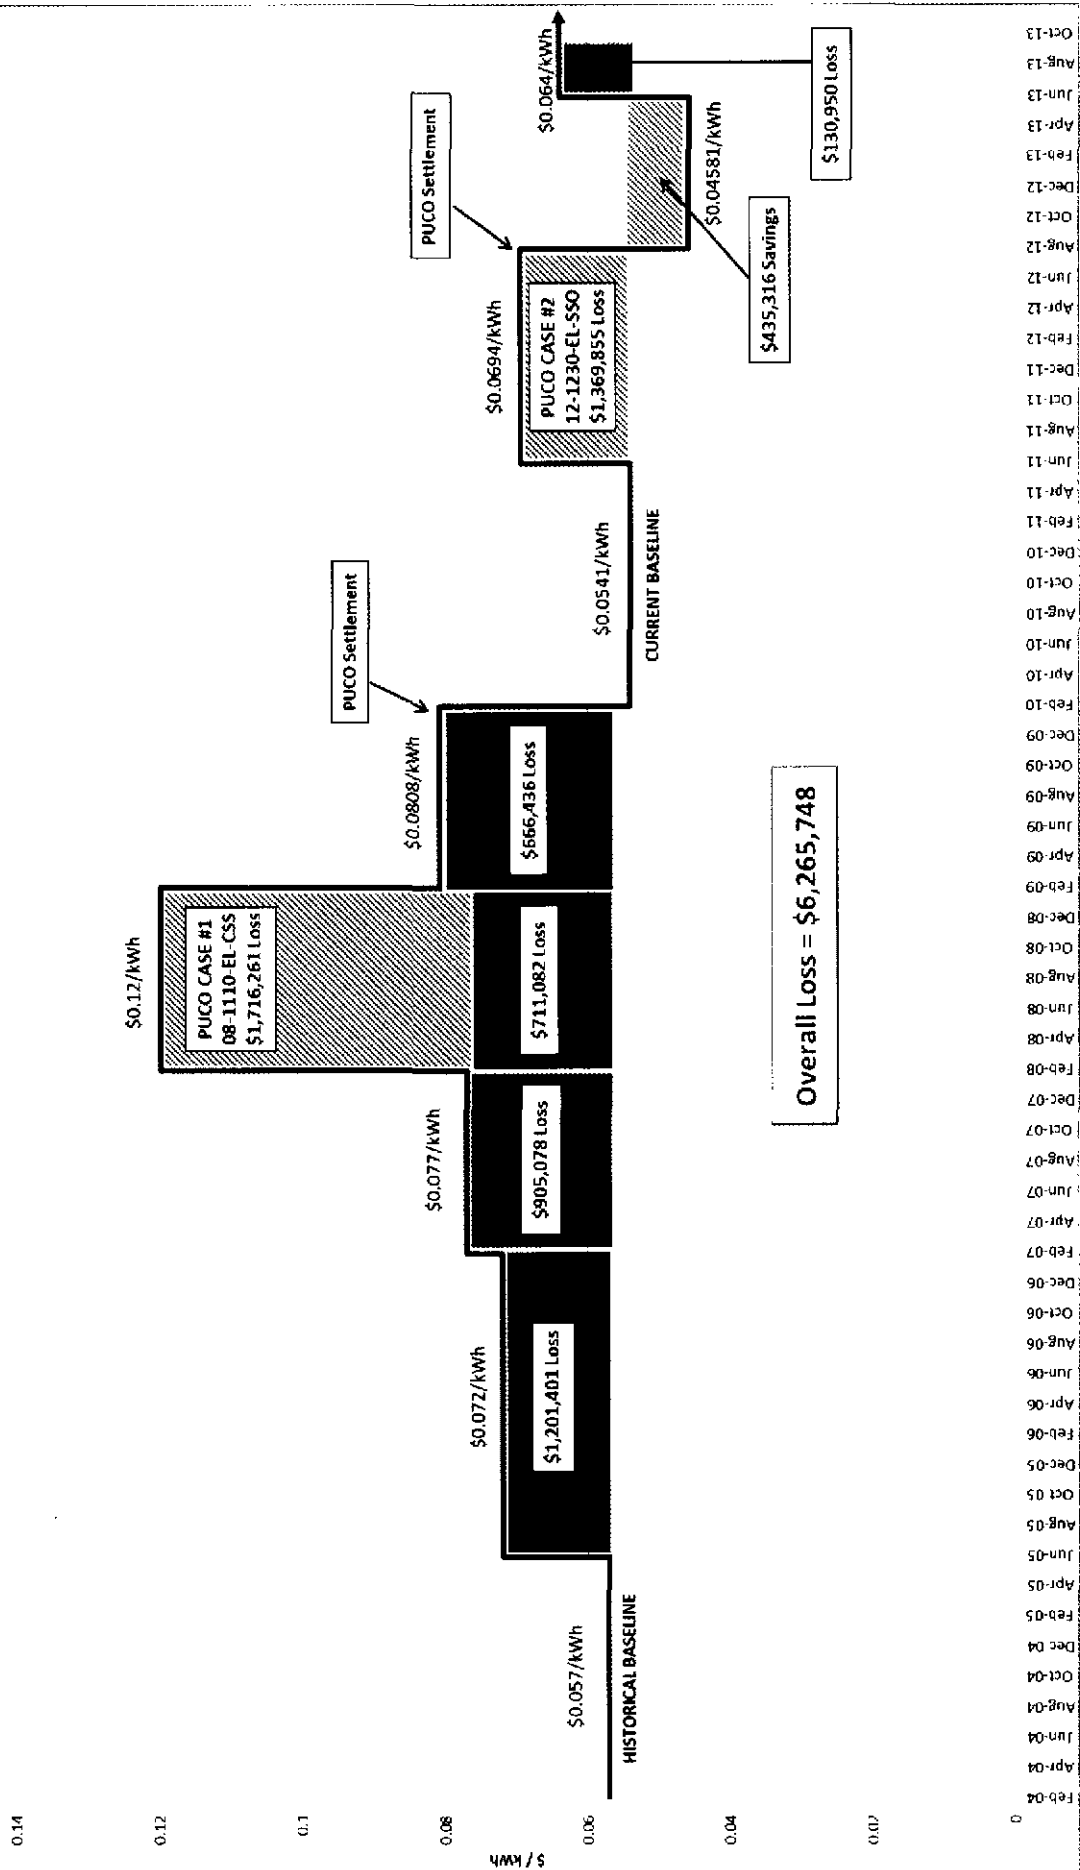 0.14
0.12
0.1
0.08
0.06
0.04
0.02
0
$ / kWh
$0.057/kWh
HISTORICAL BASELINE
$0.072/kWh
$1,201,401 Loss
$0.077/kWh
$905,078 Loss
$0.12/kWh
PUCO CASE #1
08-1110-EL-CSS
$1,716,261 Loss
$711,082 Loss
$0.0808/kWh
$666,436 Loss
PUCO Settlement
$0.0541/kWh
CURRENT BASELINE
$0.0694/kWh
PUCO CASE #2
12-1230-EL-SSO
$1,369,855 Loss
PUCO Settlement
$0.04581/kWh
$435,316 Savings
$0.064/kWh
$130,950 Loss
Overall Loss = $6,265,748
Feb-04
Apr-04
Jun-04
Aug-04
Oct-04
Dec 04
Feb-05
Apr-05
Jun-05
Aug-05
Oct 05
Dec-05
Feb-06
Apr-06
Jun-06
Aug-06
Oct-06
Dec-06
Feb-07
Apr-07
Jun-07
Aug-07
Oct-07
Dec-07
Feb-08
Apr-08
Jun-08
Aug-08
Oct-08
Dec-08
Feb-09
Apr-09
Jun-09
Aug-09
Oct-09
Dec-09
Feb-10
Apr-10
Jun-10
Aug-10
Oct-10
Dec-10
Feb-11
Apr-11
Jun-11
Aug-11
Oct-11
Dec-11
Feb-12
Apr-12
Jun-12
Aug-12
Oct-12
Dec-12
Feb-13
Apr-13
Jun-13
Aug-13
Oct-13